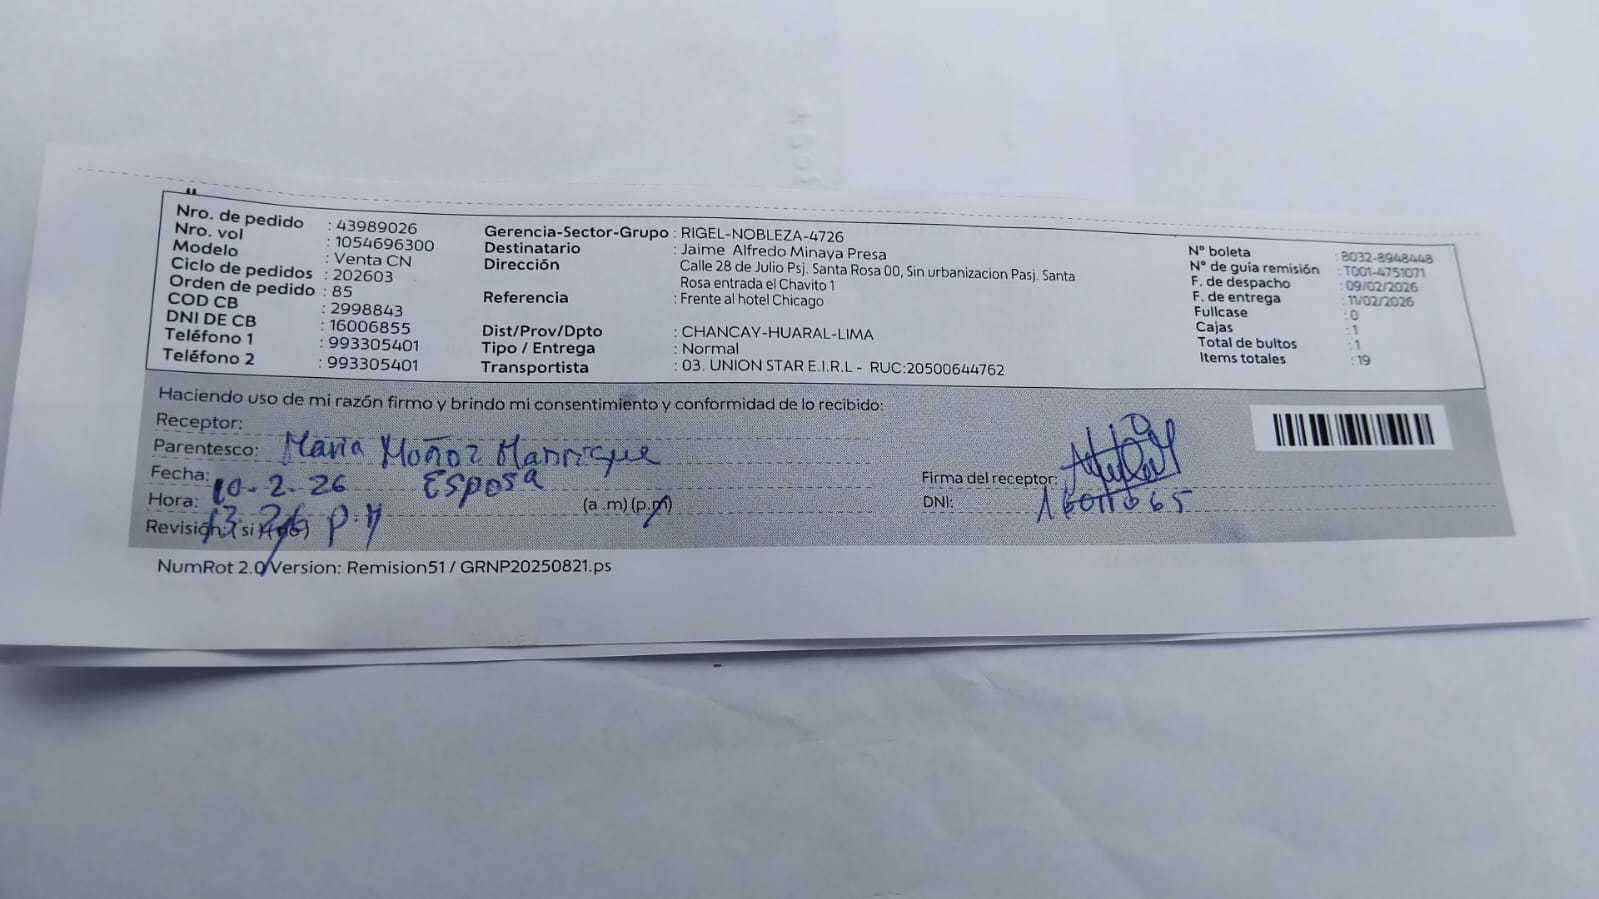 Nro. de pedido : 43989026
Nro. vol : 1054696300
Modelo : Venta CN
Ciclo de pedidos : 202603
Orden de pedido : 85
COD CB : 2998843
DNI DE CB : 16006855
Teléfono 1 : 993305401
Teléfono 2 : 993305401
Gerencia-Sector-Grupo : RIGEL-NOBLEZA-4726
Destinatario : Jaime Alfredo Minaya Presa
Dirección Calle 28 de Julio Psj. Santa Rosa 00, Sin urbanizacion Pasj. Santa
Rosa entrada el Chavito 1
Referencia : Frente al hotel Chicago
Dist/Prov/Dpto : CHANCAY-HUARAL-LIMA
Tipo / Entrega : Normal
Transportista : 03. UNION STAR E.I.R.L - RUC:20500644762
N° boleta : B032-8948448
N° de guia remisión : T001-4751071
F. de despacho : 09/02/2026
F. de entrega : 11/02/2026
Fullcase : 0
Cajas : 1
Total de bultos : 1
Items totales : 19
Haciendo uso de mi razón firmo y brindo mi consentimiento y conformidad de lo recibido:
Receptor:
Parentesco: Maria Muñoz Manrique
Fecha: 10-2-26 Esposa
Hora: (a .m) (p.m)
Revisión: si / no) p.m
Firma del receptor:
DNI:
NumRot 2.0/Version: Remision51 / GRNP20250821.ps